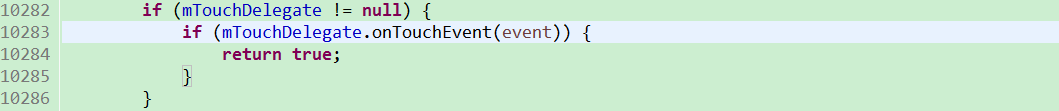 10282 if (mTouchDelegate != null) {
10283 if (mTouchDelegate.onTouchEvent(event)) {
10284 return true;
10285 }
10286 }